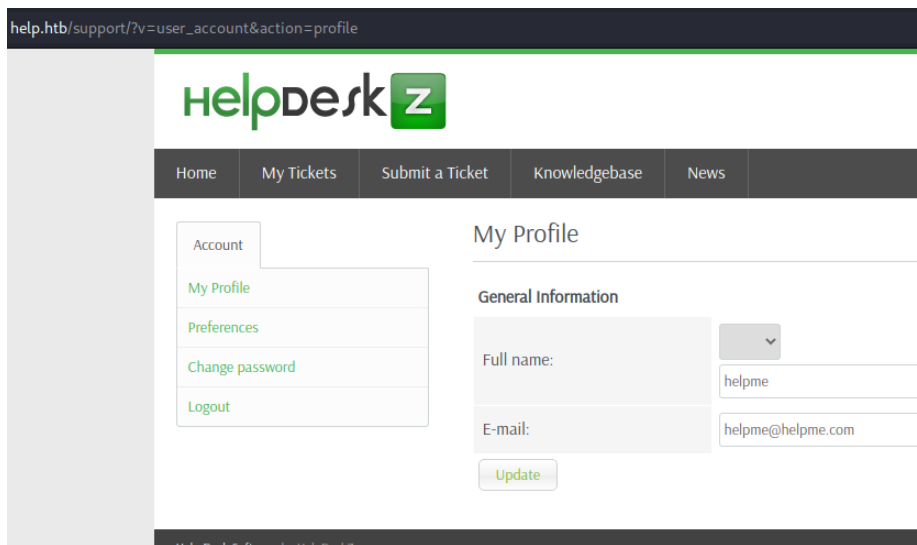 help.htb/support/?v=user_account&action=profile
HelpDesk Z
Home My Tickets Submit a Ticket Knowledgebase News
Account
My Profile
Preferences
Change password
Logout
My Profile
General Information
Full name:
helpme
E-mail: helpme@helpme.com
Update